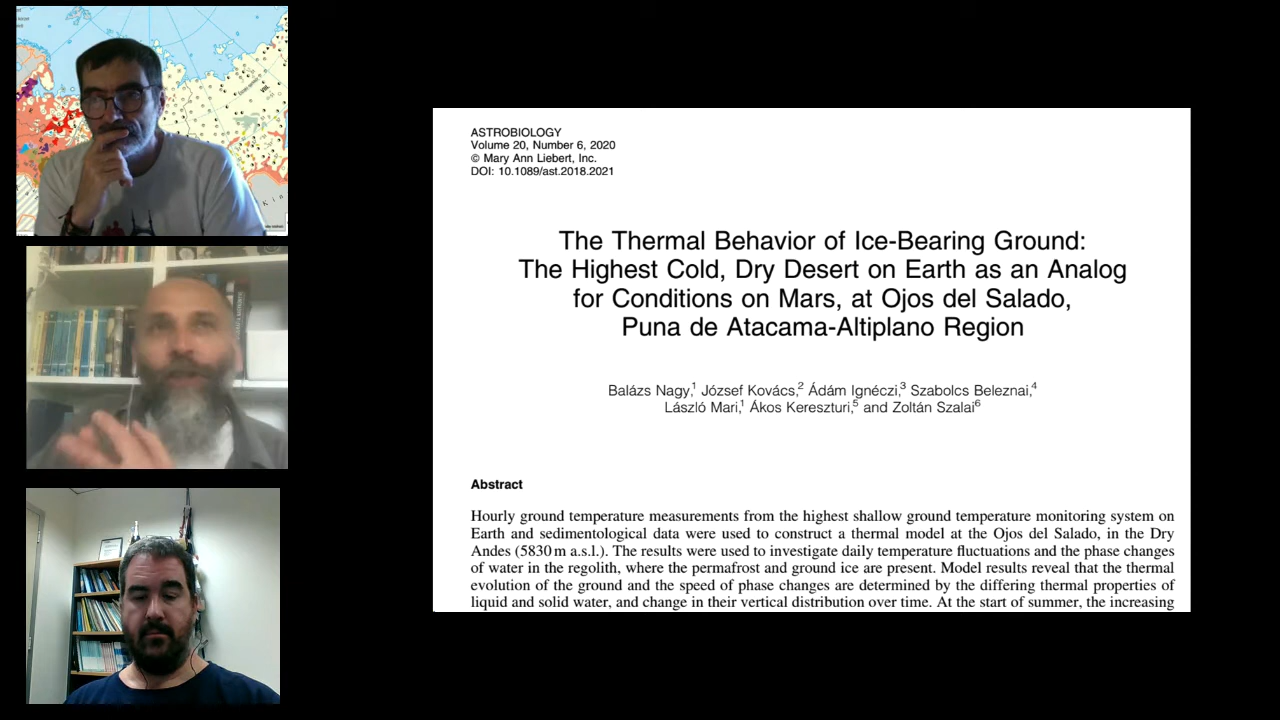 ASTROBIOLOGY
Volume 20, Number 6, 2020
© Mary Ann Liebert, Inc.
DOI: 10.1089/ast.2018.2021
The Thermal Behavior of Ice-Bearing Ground:
The Highest Cold, Dry Desert on Earth as an Analog
for Conditions on Mars, at Ojos del Salado,
Puna de Atacama-Altiplano Region
Balázs Nagy,1 József Kovács,2 Ádám Ignéczi,3 Szabolcs Beleznai,4
László Mari,1 Ákos Kereszturi,5 and Zoltán Szalai6
Abstract
Hourly ground temperature measurements from the highest shallow ground temperature monitoring system on
Earth and sedimentological data were used to construct a thermal model at the Ojos del Salado, in the Dry
Andes (5830 m a.s.l.). The results were used to investigate daily temperature fluctuations and the phase changes
of water in the regolith, where the permafrost and ground ice are present. Model results reveal that the thermal
evolution of the ground and the speed of phase changes are determined by the differing thermal properties of
liquid and solid water, and change in their vertical distribution over time. At the start of summer, the increasing